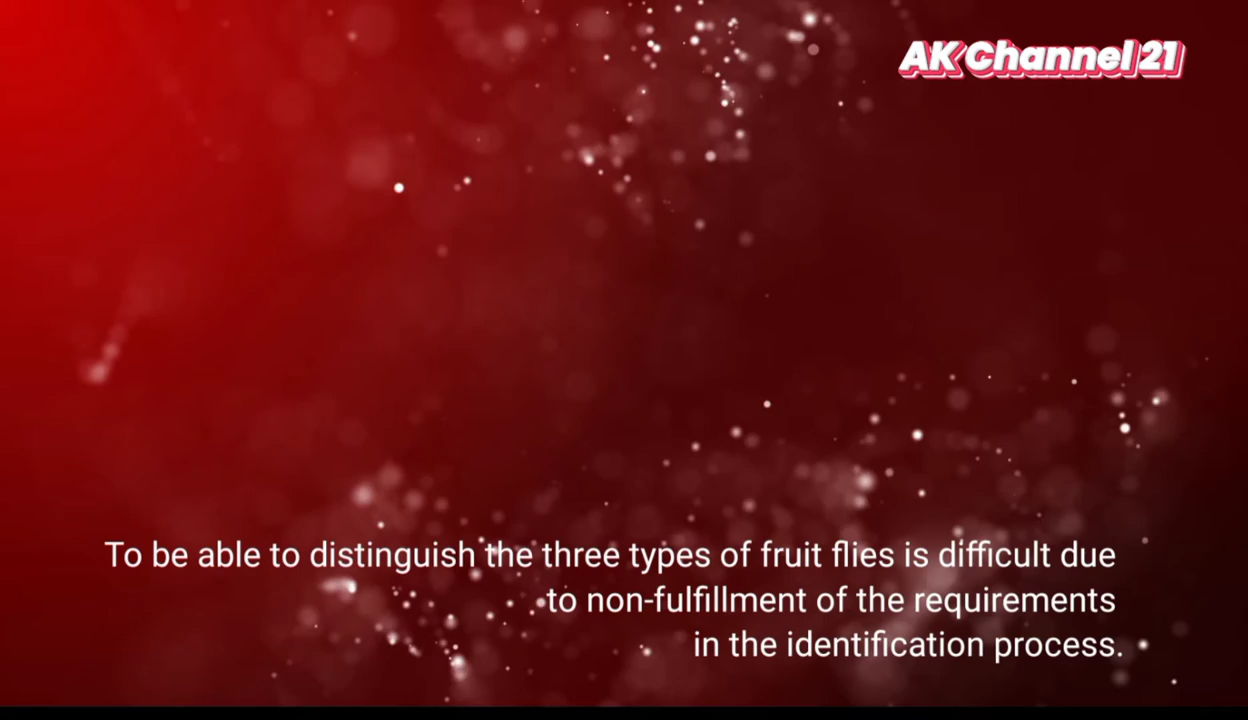 AK Channel 21
To be able to distinguish the three types of fruit flies is difficult due
to non-fulfillment of the requirements
in the identification process.